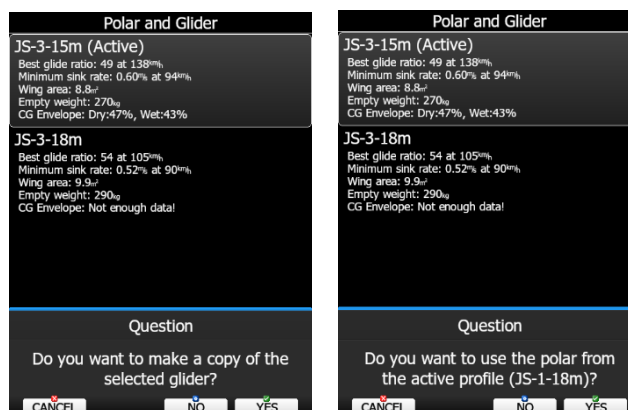 Polar and Glider
JS-3-15m (Active)
Best glide ratio: 49 at 138km/h
Minimum sink rate: 0.60m/s at 94km/h
Wing area: 8.8m²
Empty weight: 270kg
CG Envelope: Dry:47%, Wet:43%
JS-3-18m
Best glide ratio: 54 at 105km/h
Minimum sink rate: 0.52m/s at 90km/h
Wing area: 9.9m²
Empty weight: 290kg
CG Envelope: Not enough data!
Question
Do you want to make a copy of the
selected glider?
CANCEL NO YES
Polar and Glider
JS-3-15m (Active)
Best glide ratio: 49 at 138km/h
Minimum sink rate: 0.60m/s at 94km/h
Wing area: 8.8m²
Empty weight: 270kg
CG Envelope: Dry:47%, Wet:43%
JS-3-18m
Best glide ratio: 54 at 105km/h
Minimum sink rate: 0.52m/s at 90km/h
Wing area: 9.9m²
Empty weight: 290kg
CG Envelope: Not enough data!
Question
Do you want to use the polar from
the active profile (JS-1-18m)?
CANCEL NO YES